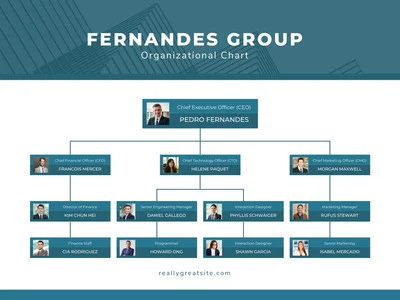 FERNANDES GROUP
Organizational Chart
Chief Executive Officer (CEO)
PEDRO FERNANDES
Chief Financial Officer (CFO)
FRANCOIS MERCER
Chief Technology Officer (CTO)
HELENE PAQUET
Chief Marketing Officer (CMO)
MORGAN MAXWELL
Director of Finance
KIM CHUN HEI
Senior Engineering Manager
DANIEL GALLEGO
Interaction Designer
PHYLLIS SCHWAIGER
Marketing Manager
RUFUS STEWART
Finance Staff
CIA RODRIGUEZ
Programmer
HOWARD ONG
Interaction Designer
SHAWN GARCIA
Senior Marketing
ISABEL MERCADO
reallygreatsite.com